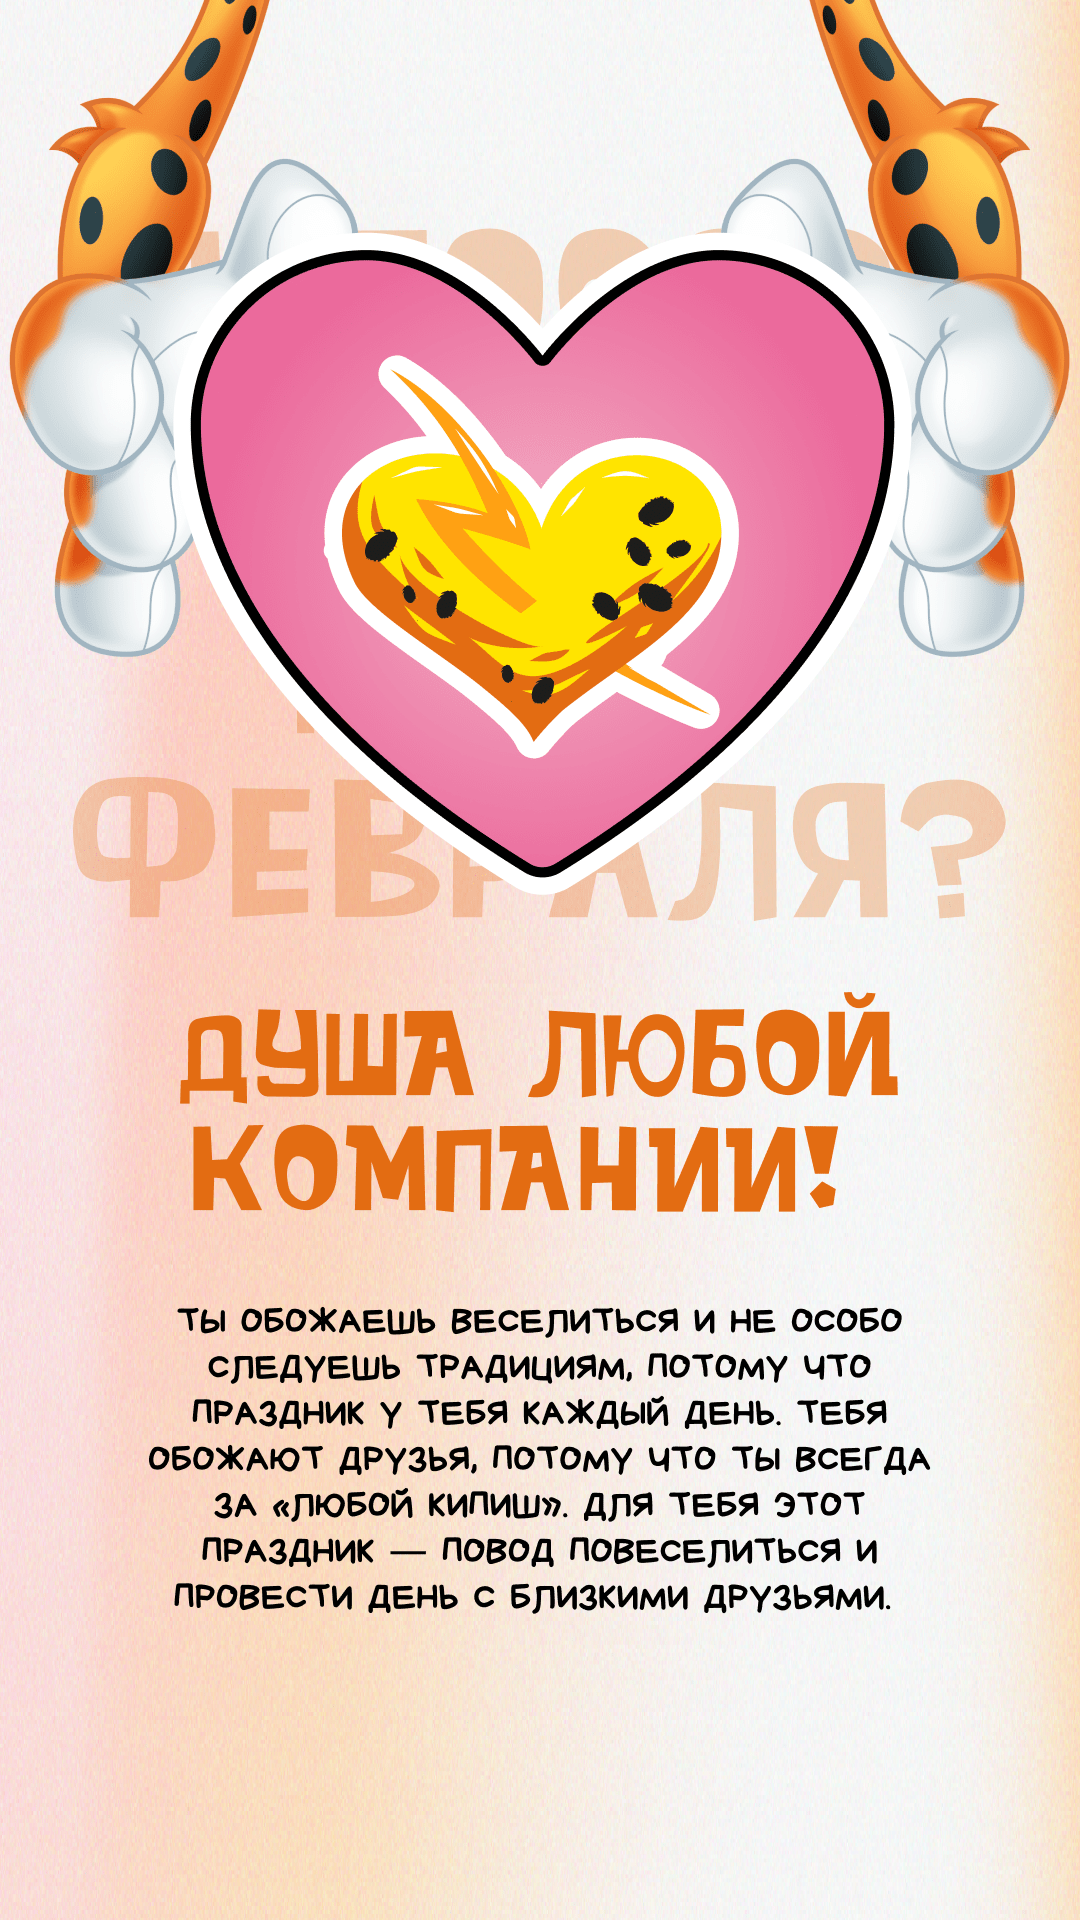 ФЕВРАЛЯ?
ДУША ЛЮБОЙ
КОМПАНИИ!
ТЫ ОБОЖАЕШЬ ВЕСЕЛИТЬСЯ И НЕ ОСОБО
СЛЕДУЕШЬ ТРАДИЦИЯМ, ПОТОМУ ЧТО
ПРАЗДНИК У ТЕБЯ КАЖДЫЙ ДЕНЬ. ТЕБЯ
ОБОЖАЮТ ДРУЗЬЯ, ПОТОМУ ЧТО ТЫ ВСЕГДА
ЗА «ЛЮБОЙ КИПИШ». ДЛЯ ТЕБЯ ЭТОТ
ПРАЗДНИК — ПОВОД ПОВЕСЕЛИТЬСЯ И
ПРОВЕСТИ ДЕНЬ С БЛИЗКИМИ ДРУЗЬЯМИ.